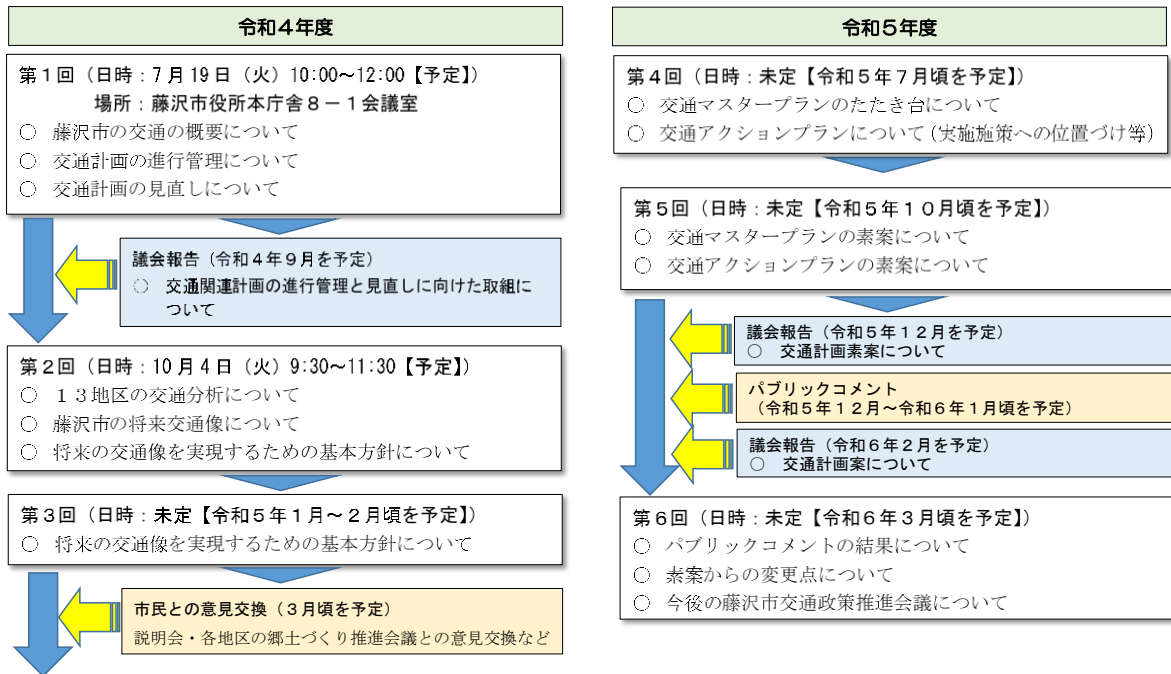 令和４年度
第１回（日時：７月19日（火）10:00～12:00【予定】）
場所：藤沢市役所本庁舎８－１会議室
○ 藤沢市の交通の概要について
○ 交通計画の進行管理について
○ 交通計画の見直しについて
議会報告（令和４年９月を予定）
○ 交通関連計画の進行管理と見直しに向けた取組に
ついて
第２回（日時：10月４日（火）9:30～11:30【予定】）
○ １３地区の交通分析について
○ 藤沢市の将来交通像について
○ 将来の交通像を実現するための基本方針について
第３回（日時：未定【令和５年１月～２月頃を予定】）
○ 将来の交通像を実現するための基本方針について
市民との意見交換（３月頃を予定）
説明会・各地区の郷土づくり推進会議との意見交換など
令和５年度
第４回（日時：未定【令和５年７月頃を予定】）
○ 交通マスタープランのたたき台について
○ 交通アクションプランについて（実施施策への位置づけ等）
第５回（日時：未定【令和５年１０月頃を予定】）
○ 交通マスタープランの素案について
○ 交通アクションプランの素案について
議会報告（令和５年１２月を予定）
○ 交通計画素案について
パブリックコメント
（令和５年１２月～令和６年１月頃を予定）
議会報告（令和６年２月を予定）
○ 交通計画案について
第６回（日時：未定【令和６年３月頃を予定】）
○ パブリックコメントの結果について
○ 素案からの変更点について
○ 今後の藤沢市交通政策推進会議について